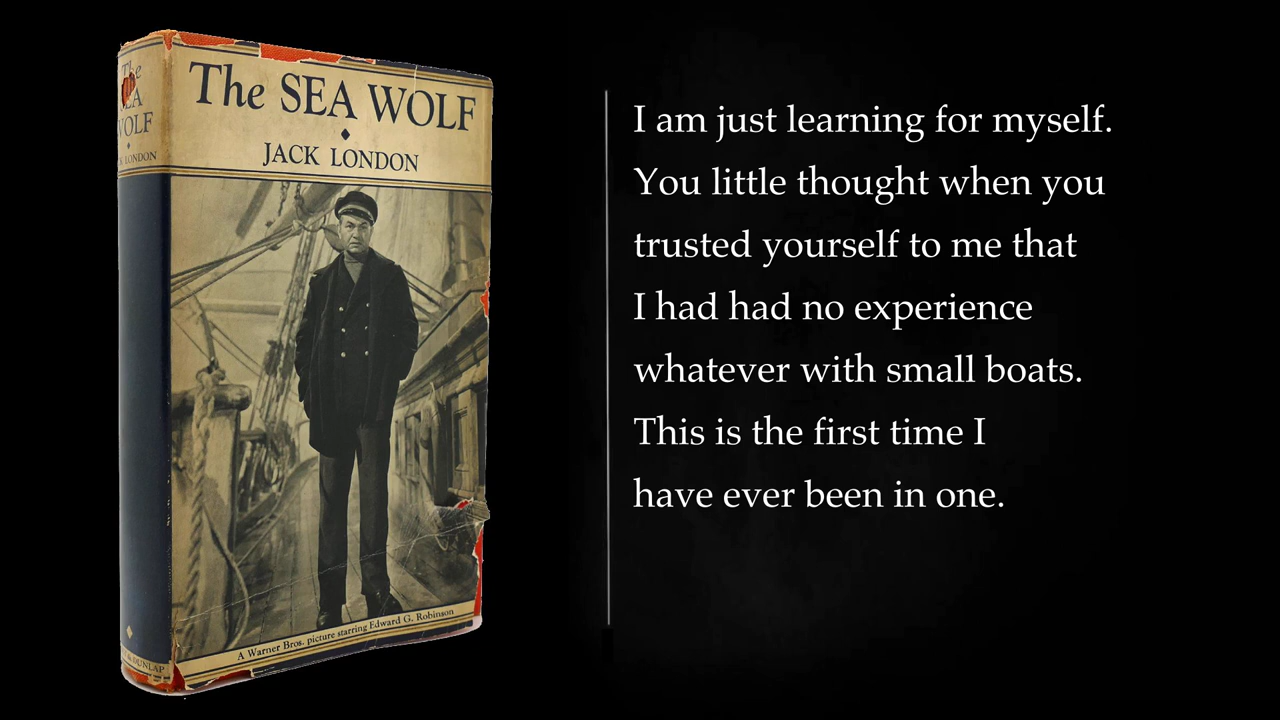 The SEA WOLF
JACK LONDON
The
WOLF
LONDON
DUNLAP
A Warner Bros. picture starring Edward G. Robinson
I am just learning for myself.
You little thought when you
trusted yourself to me that
I had had no experience
whatever with small boats.
This is the first time I
have ever been in one.